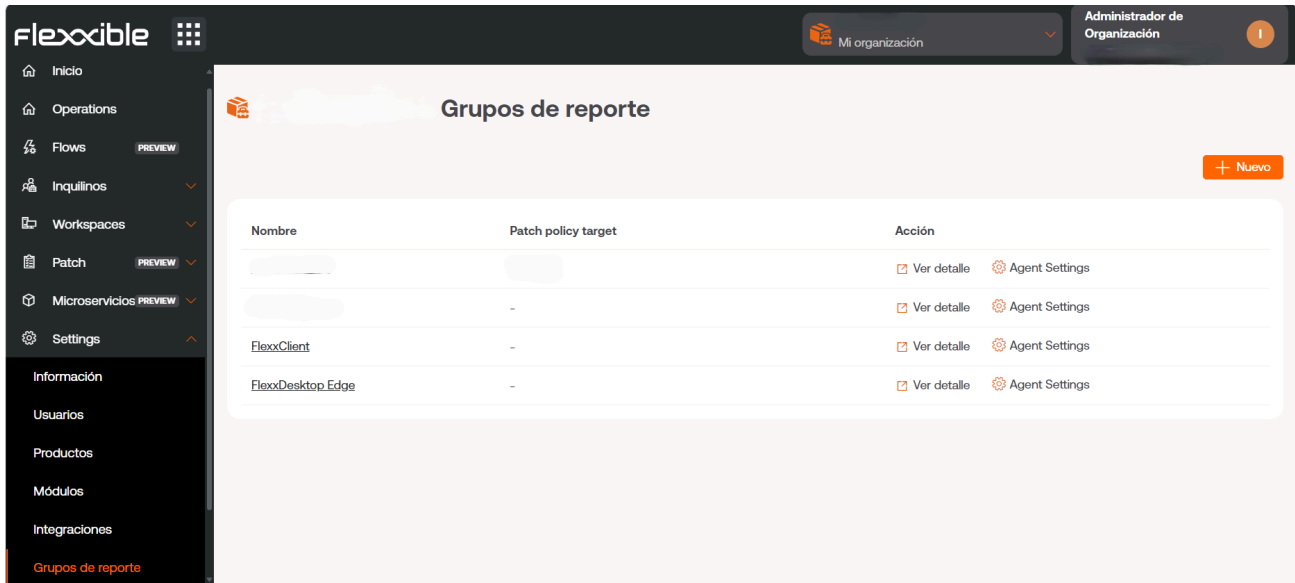 Flexxible
Mi organización
Administrador de
Organización
I
Inicio
Operations
Flows PREVIEW
Inquilinos
Workspaces
Patch PREVIEW
Microservicios PREVIEW
Settings
Información
Usuarios
Productos
Módulos
Integraciones
Grupos de reporte
Grupos de reporte
+ Nuevo
Nombre Patch policy target Acción
Ver detalle Agent Settings
- Ver detalle Agent Settings
FlexxClient - Ver detalle Agent Settings
FlexxDesktop Edge - Ver detalle Agent Settings